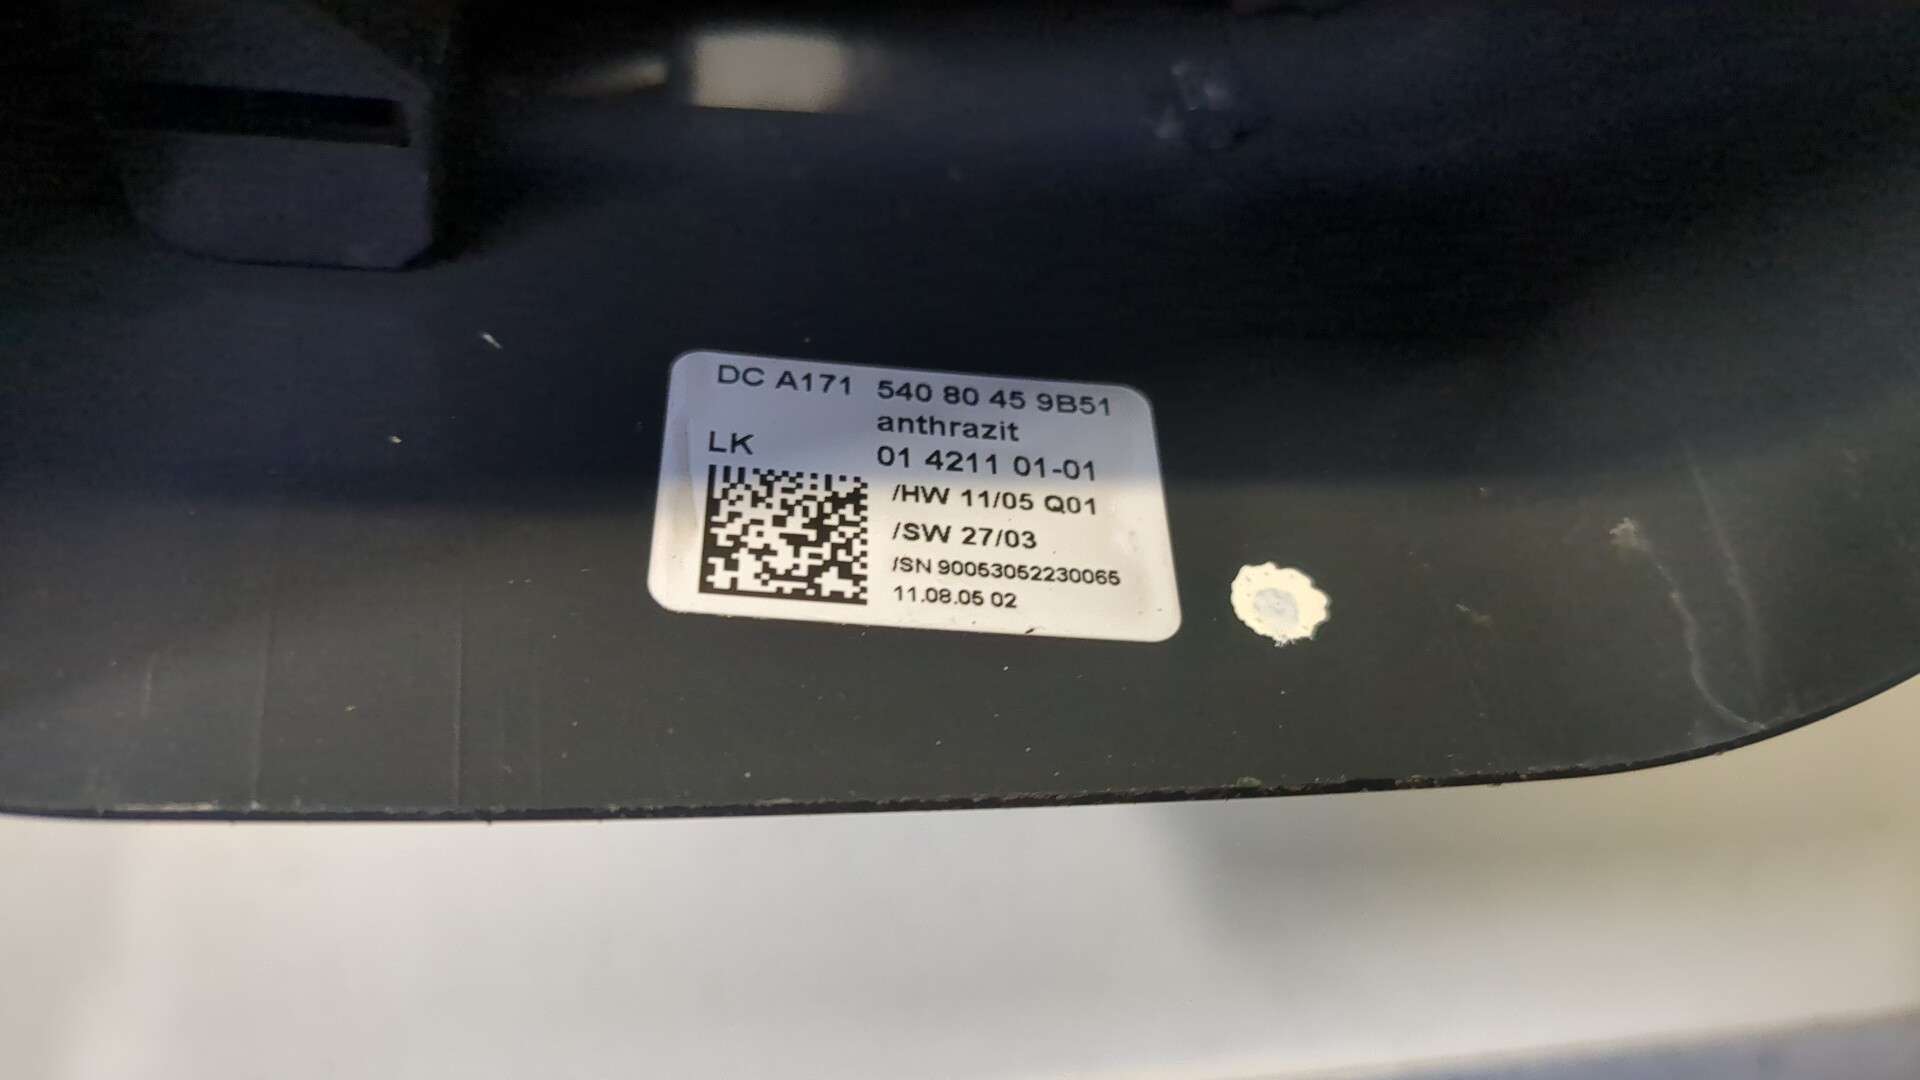 DC A171 540 80 45 9B51
anthrazit
LK
01 4211 01-01
/HW 11/05 Q01
/SW 27/03
/SN 90053052230065
11.08.05 02